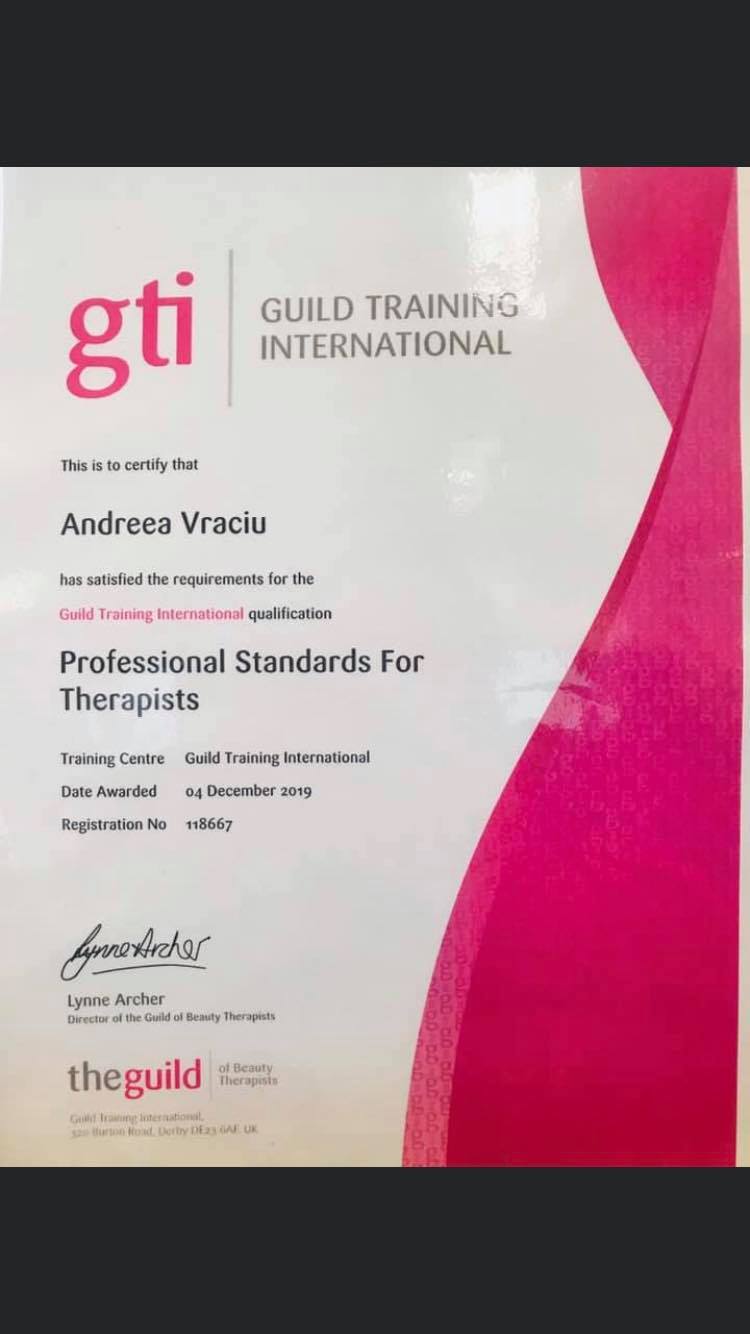 gti
GUILD TRAINING
INTERNATIONAL
This is to certify that
Andreea Vraciu
has satisfied the requirements for the
Guild Training International qualification
Professional Standards For
Therapists
Training Centre Guild Training International
Date Awarded 04 December 2019
Registration No 118667
Lynne Archer
Lynne Archer
Director of the Guild of Beauty Therapists
theguild
of Beauty
Therapists
Guild Training International,
320 Burton Road, Derby DE23 6AF. UK